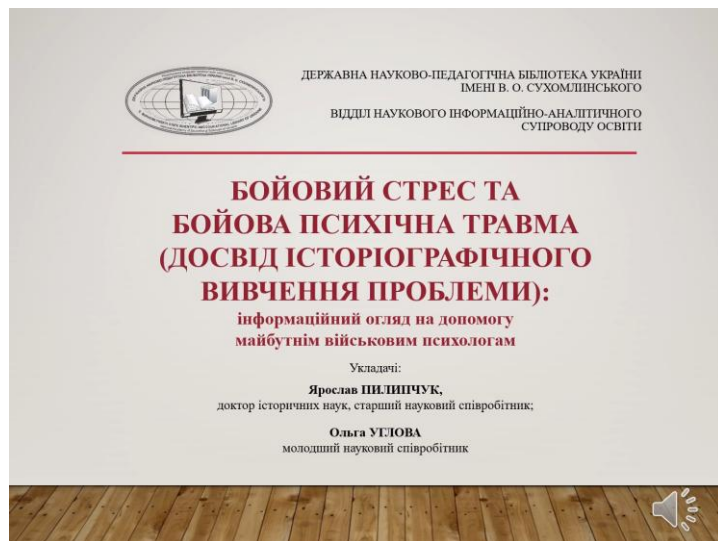 ДЕРЖАВНА НАУКОВО-ПЕДАГОГІЧНА БІБЛІОТЕКА УКРАЇНИ
ІМЕНІ В. О. СУХОМЛИНСЬКОГО
ВІДДІЛ НАУКОВОГО ІНФОРМАЦІЙНО-АНАЛІТИЧНОГО
СУПРОВОДУ ОСВІТИ
БОЙОВИЙ СТРЕС ТА
БОЙОВА ПСИХІЧНА ТРАВМА
(ДОСВІД ІСТОРІОГРАФІЧНОГО
ВИВЧЕННЯ ПРОБЛЕМИ):
інформаційний огляд на допомогу
майбутнім військовим психологам
Укладачі:
Ярослав ПИЛИПЧУК,
доктор історичних наук, старший науковий співробітник;
Ольга УГЛОВА
молодший науковий співробітник